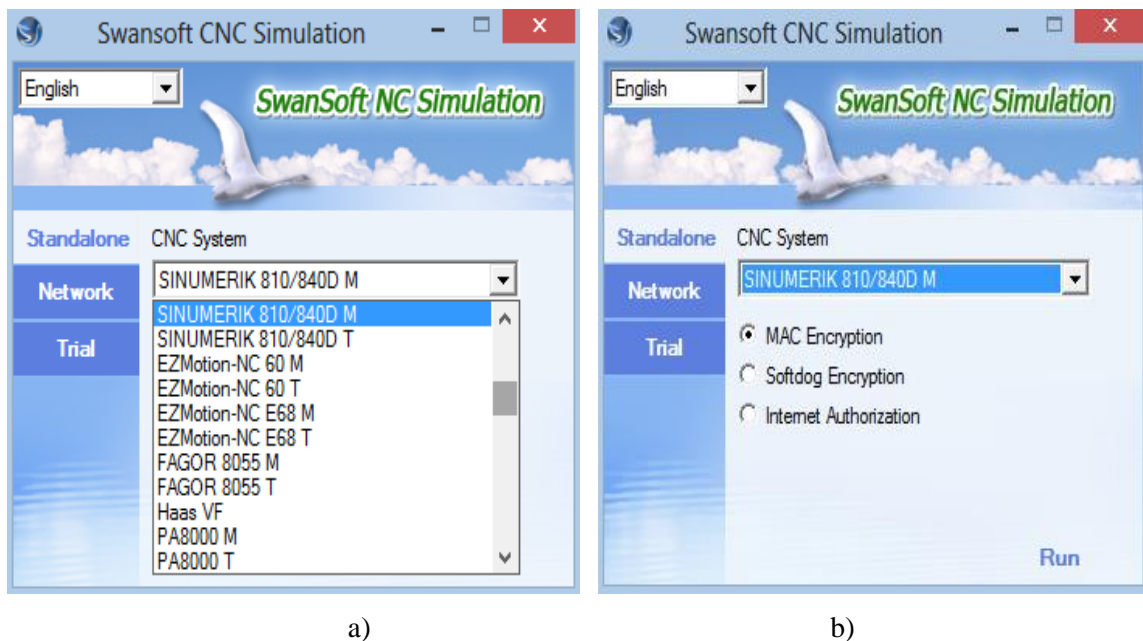 Swansoft CNC Simulation
English
SwanSoft NC Simulation
Standalone
CNC System
Network
SINUMERIK 810/840D M
Trial
SINUMERIK 810/840D M
SINUMERIK 810/840D T
EZMotion-NC 60 M
EZMotion-NC 60 T
EZMotion-NC E68 M
EZMotion-NC E68 T
FAGOR 8055 M
FAGOR 8055 T
Haas VF
PA8000 M
PA8000 T
a)
Swansoft CNC Simulation
English
SwanSoft NC Simulation
Standalone
CNC System
Network
SINUMERIK 810/840D M
Trial
MAC Encryption
Softdog Encryption
Internet Authorization
Run
b)